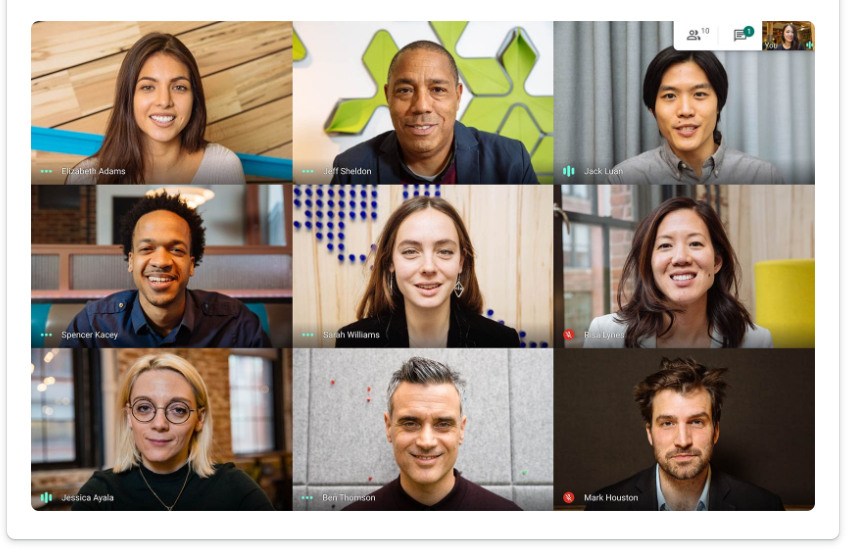 10
1
You
Elizabeth Adams
Jeff Sheldon
Jack Luan
Spencer Kacey
Sarah Williams
Risa Lynes
Jessica Ayala
Ben Thomson
Mark Houston